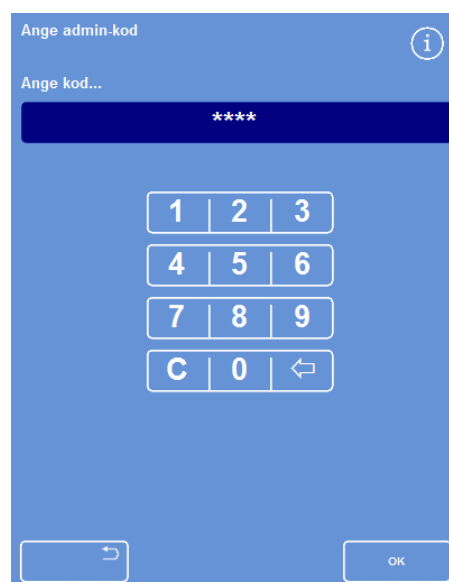 Ange admin-kod
i
Ange kod...
****
1 2 3
4 5 6
7 8 9
C 0
OK